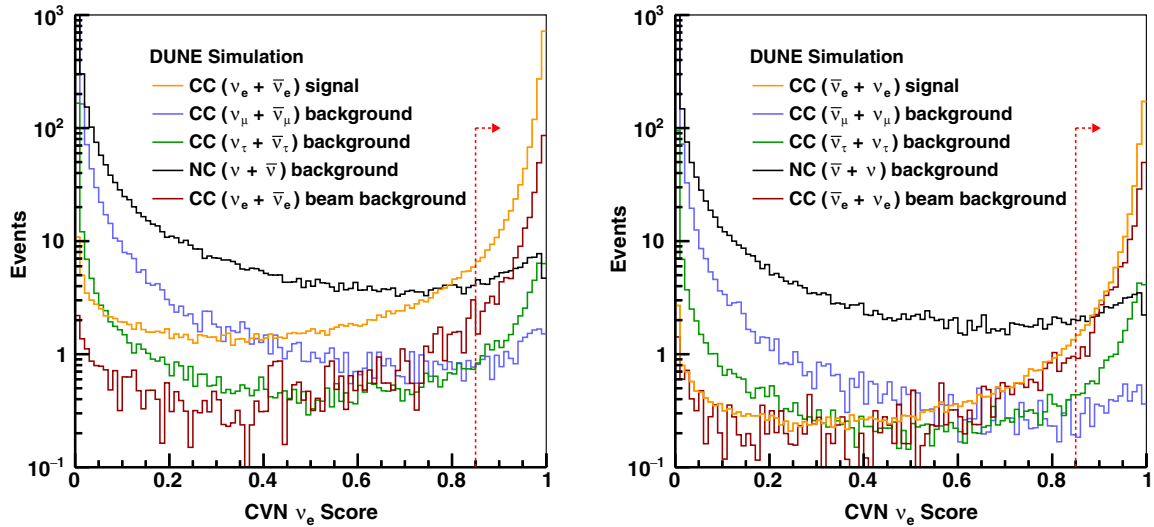 DUNE Simulation
CC (νe + ν̅e) signal
CC (νμ + ν̅μ) background
CC (ντ + ν̅τ) background
NC (ν + ν̅) background
CC (νe + ν̅e) beam background
10³
10²
10
1
10⁻¹
Events
0 0.2 0.4 0.6 0.8 1
CVN νe Score
DUNE Simulation
CC (ν̅e + νe) signal
CC (ν̅μ + νμ) background
CC (ν̅τ + ντ) background
NC (ν̅ + ν) background
CC (ν̅e + νe) beam background
10³
10²
10
1
10⁻¹
Events
0 0.2 0.4 0.6 0.8 1
CVN νe Score